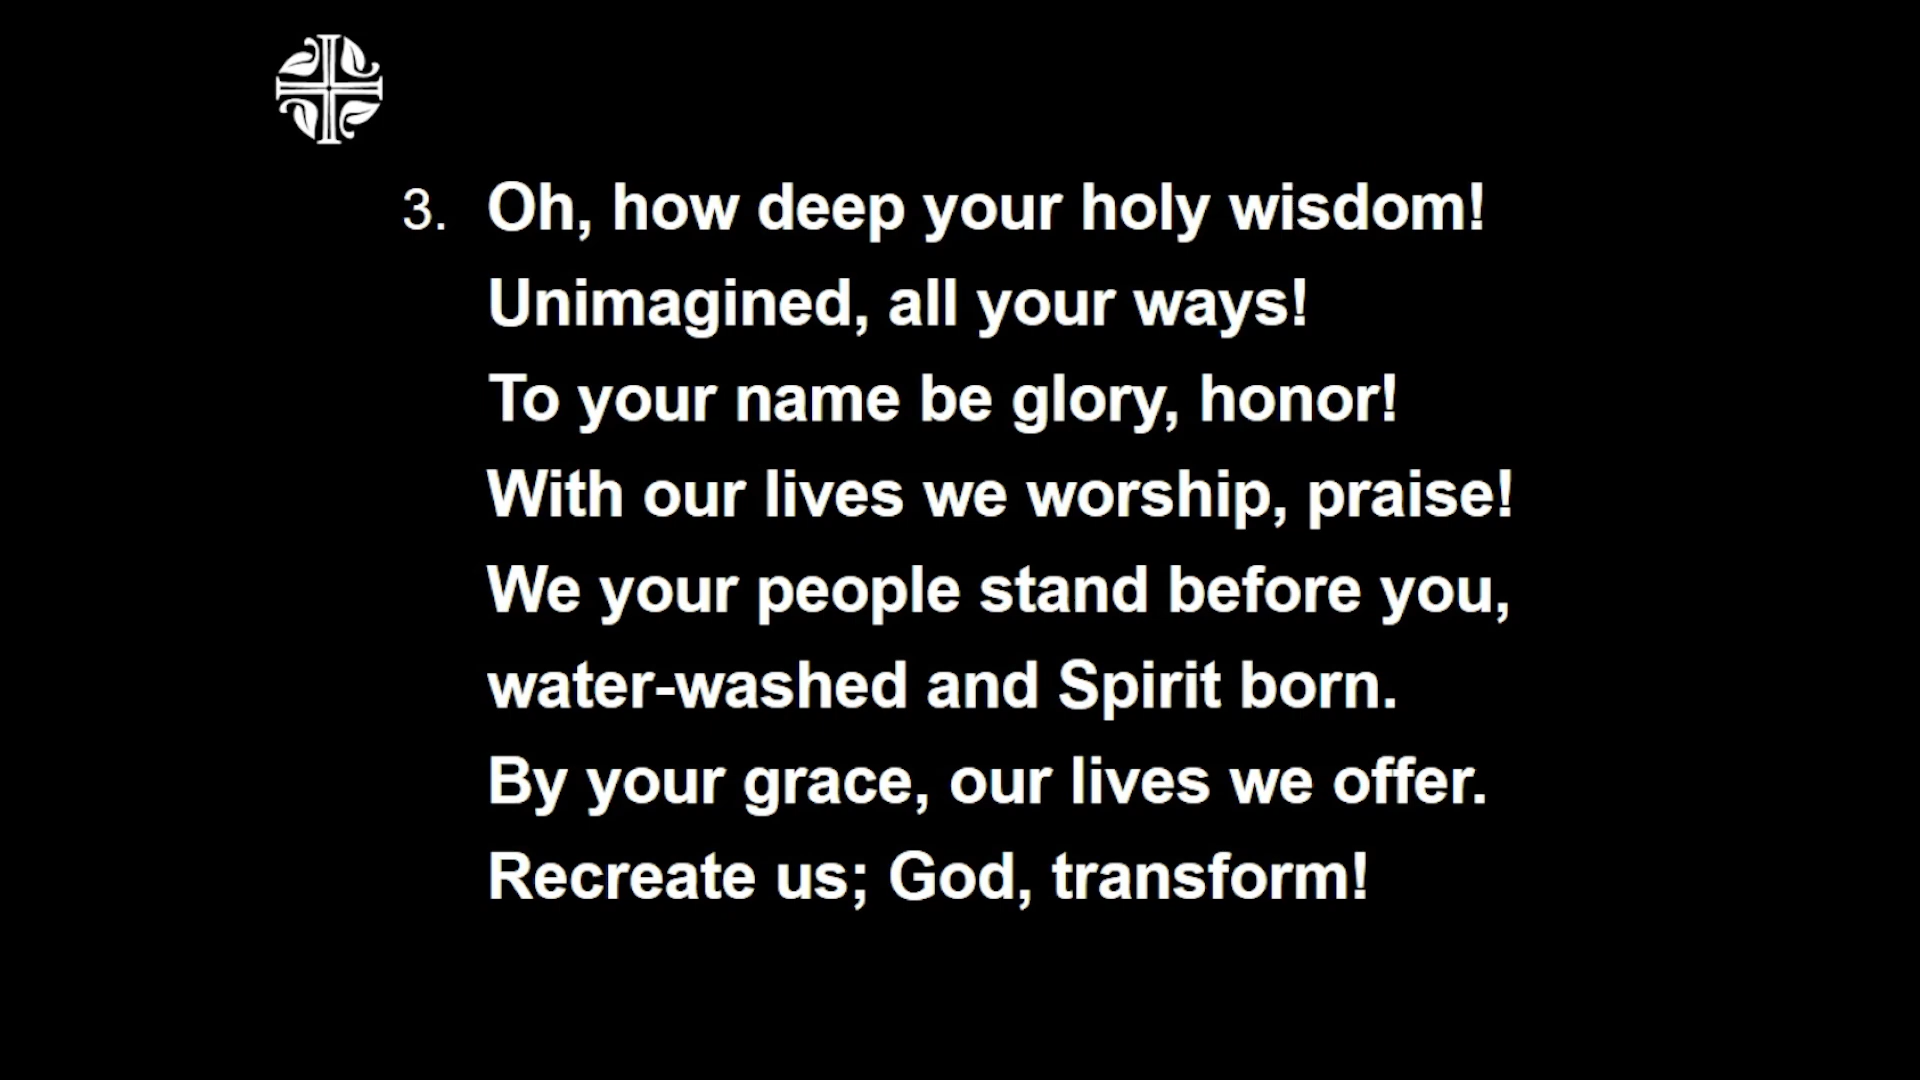 3. Oh, how deep your holy wisdom!
Unimagined, all your ways!
To your name be glory, honor!
With our lives we worship, praise!
We your people stand before you,
water-washed and Spirit born.
By your grace, our lives we offer.
Recreate us; God, transform!